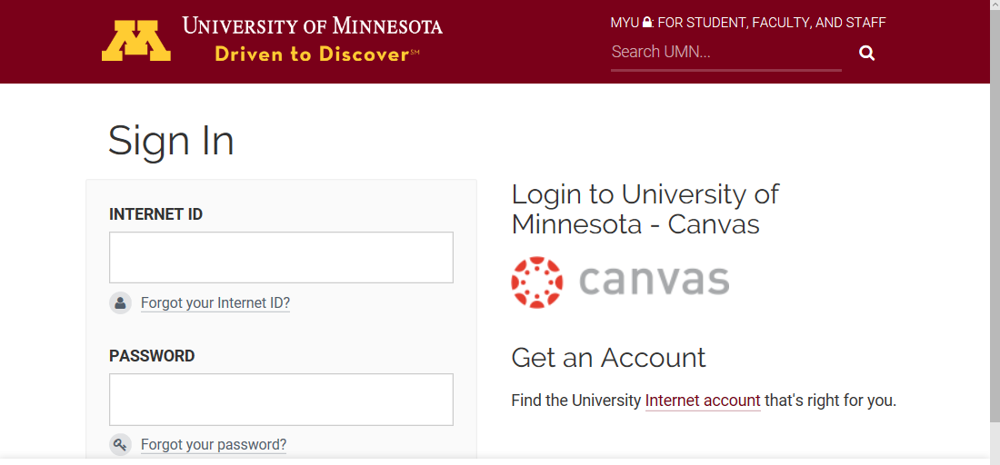 UNIVERSITY OF MINNESOTA
Driven to Discover℠
MYU : FOR STUDENT, FACULTY, AND STAFF
Search UMN...
Sign In
INTERNET ID
Forgot your Internet ID?
PASSWORD
Forgot your password?
Login to University of
Minnesota - Canvas
canvas
Get an Account
Find the University Internet account that's right for you.